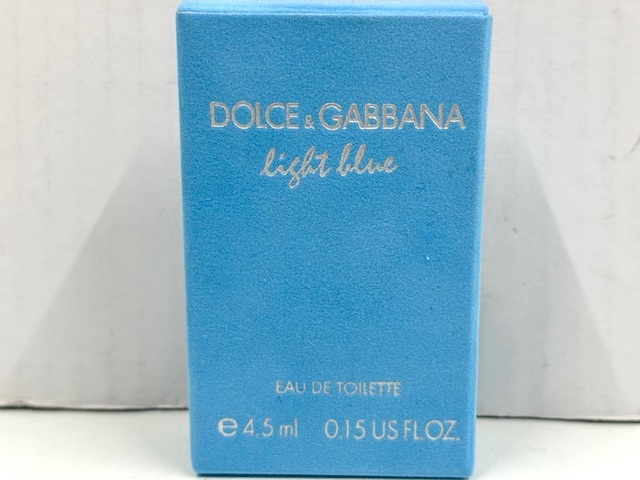 DOLCE & GABBANA
light blue
EAU DE TOILETTE
℮ 4.5 ml 0.15 US FL.OZ.